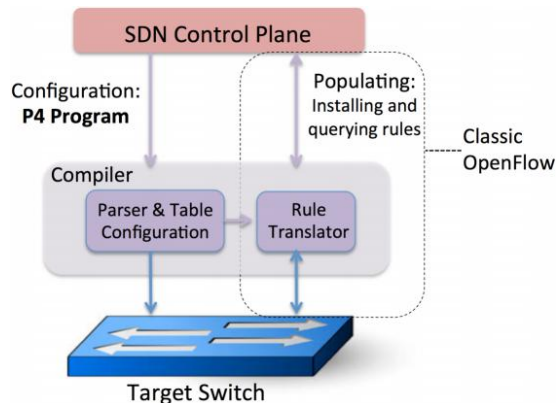 SDN Control Plane
Configuration:
P4 Program
Populating:
Installing and
querying rules
Classic
OpenFlow
Compiler
Parser & Table
Configuration
Rule
Translator
Target Switch